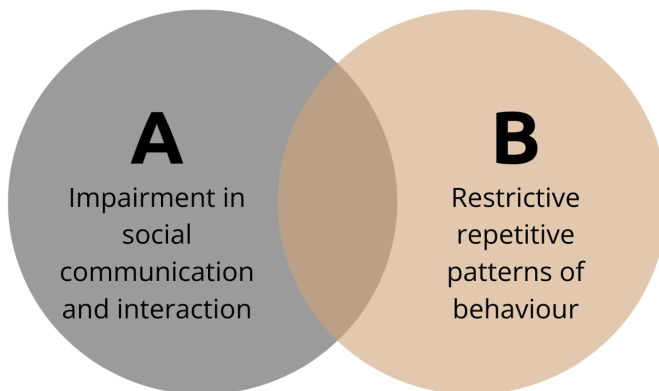 A
Impairment in
social
communication
and interaction
B
Restrictive
repetitive
patterns of
behaviour